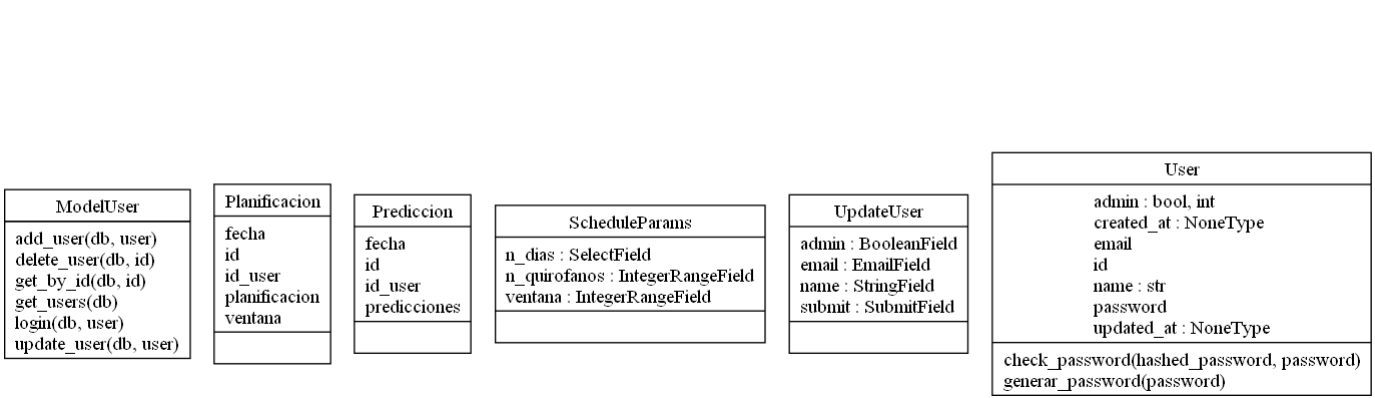 ModelUser
add_user(db, user)
delete_user(db, id)
get_by_id(db, id)
get_users(db)
login(db, user)
update_user(db, user)
Planificacion
fecha
id
id_user
planificacion
ventana
Prediccion
fecha
id
id_user
predicciones
ScheduleParams
n_dias : SelectField
n_quirofanos : IntegerRangeField
ventana : IntegerRangeField
UpdateUser
admin : BooleanField
email : EmailField
name : StringField
submit : SubmitField
User
admin : bool, int
created_at : NoneType
email
id
name : str
password
updated_at : NoneType
check_password(hashed_password, password)
generar_password(password)